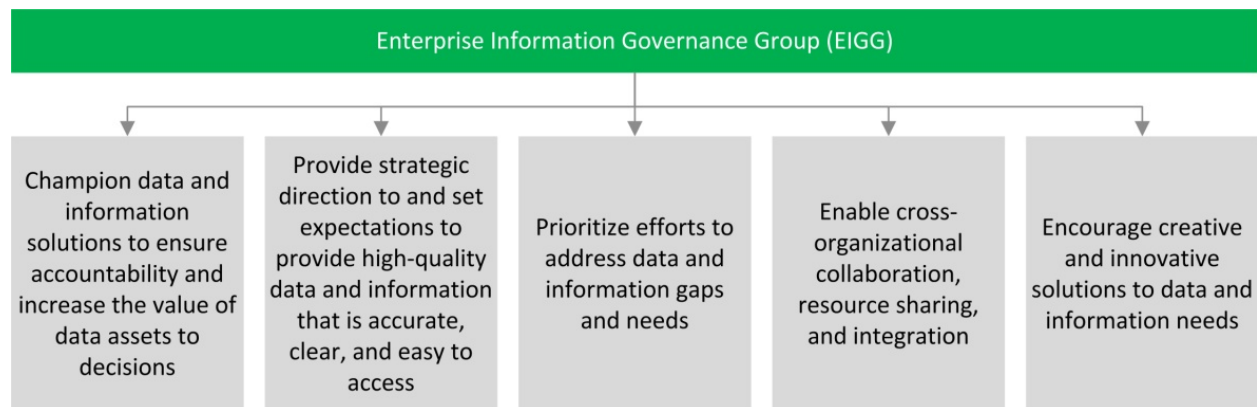 Enterprise Information Governance Group (EIGG)
Champion data and
information
solutions to ensure
accountability and
increase the value of
data assets to
decisions
Provide strategic
direction to and set
expectations to
provide high-quality
data and information
that is accurate,
clear, and easy to
access
Prioritize efforts to
address data and
information gaps
and needs
Enable cross-
organizational
collaboration,
resource sharing,
and integration
Encourage creative
and innovative
solutions to data and
information needs